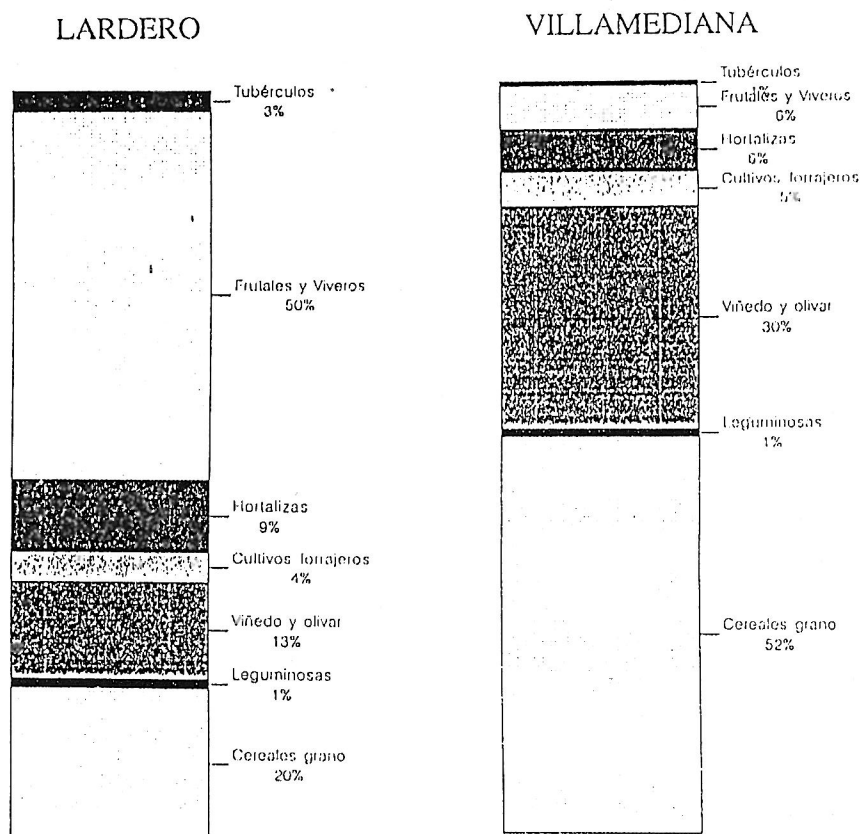 LARDERO
Tubérculos
3%
Frutales y Viveros
50%
Hortalizas
9%
Cultivos forrajeros
4%
Viñedo y olivar
13%
Leguminosas
1%
Cereales grano
20%
VILLAMEDIANA
Tubérculos
Frutales y Viveros
6%
Hortalizas
6%
Cultivos forrajeros
5%
Viñedo y olivar
30%
Leguminosas
1%
Cereales grano
52%